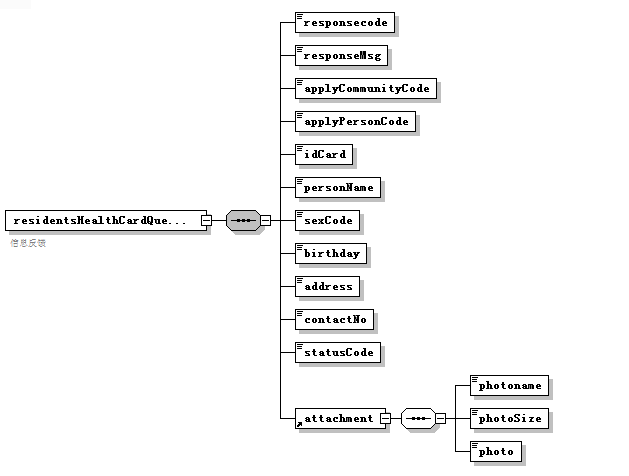 responsecode
responseMsg
applyCommunityCode
applyPersonCode
idCard
personName
residentsHealthCardQue...
信息反馈
sexCode
birthday
address
contactNo
statusCode
attachment
photoname
photoSize
photo